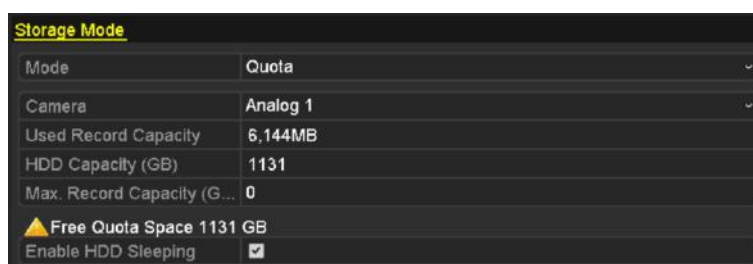 Storage Mode
Mode Quota
Camera Analog 1
Used Record Capacity 6,144MB
HDD Capacity (GB) 1131
Max. Record Capacity (G... 0
Free Quota Space 1131 GB
Enable HDD Sleeping